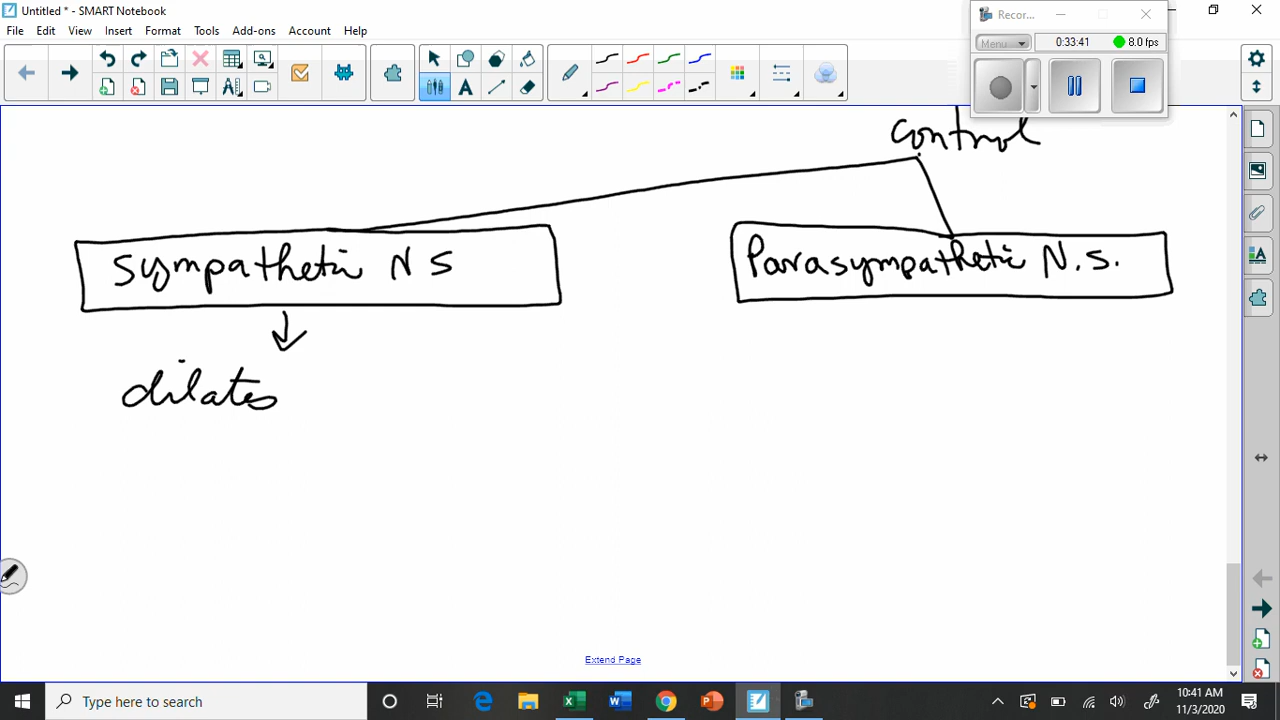 Untitled * - SMART Notebook
File Edit View Insert Format Tools Add-ons Account Help
Recor...
Menu
0:33:41
8.0 fps
control
Sympathetic N S
Parasympathetic N.S.
dilates
Extend Page
Type here to search
10:41 AM
11/3/2020